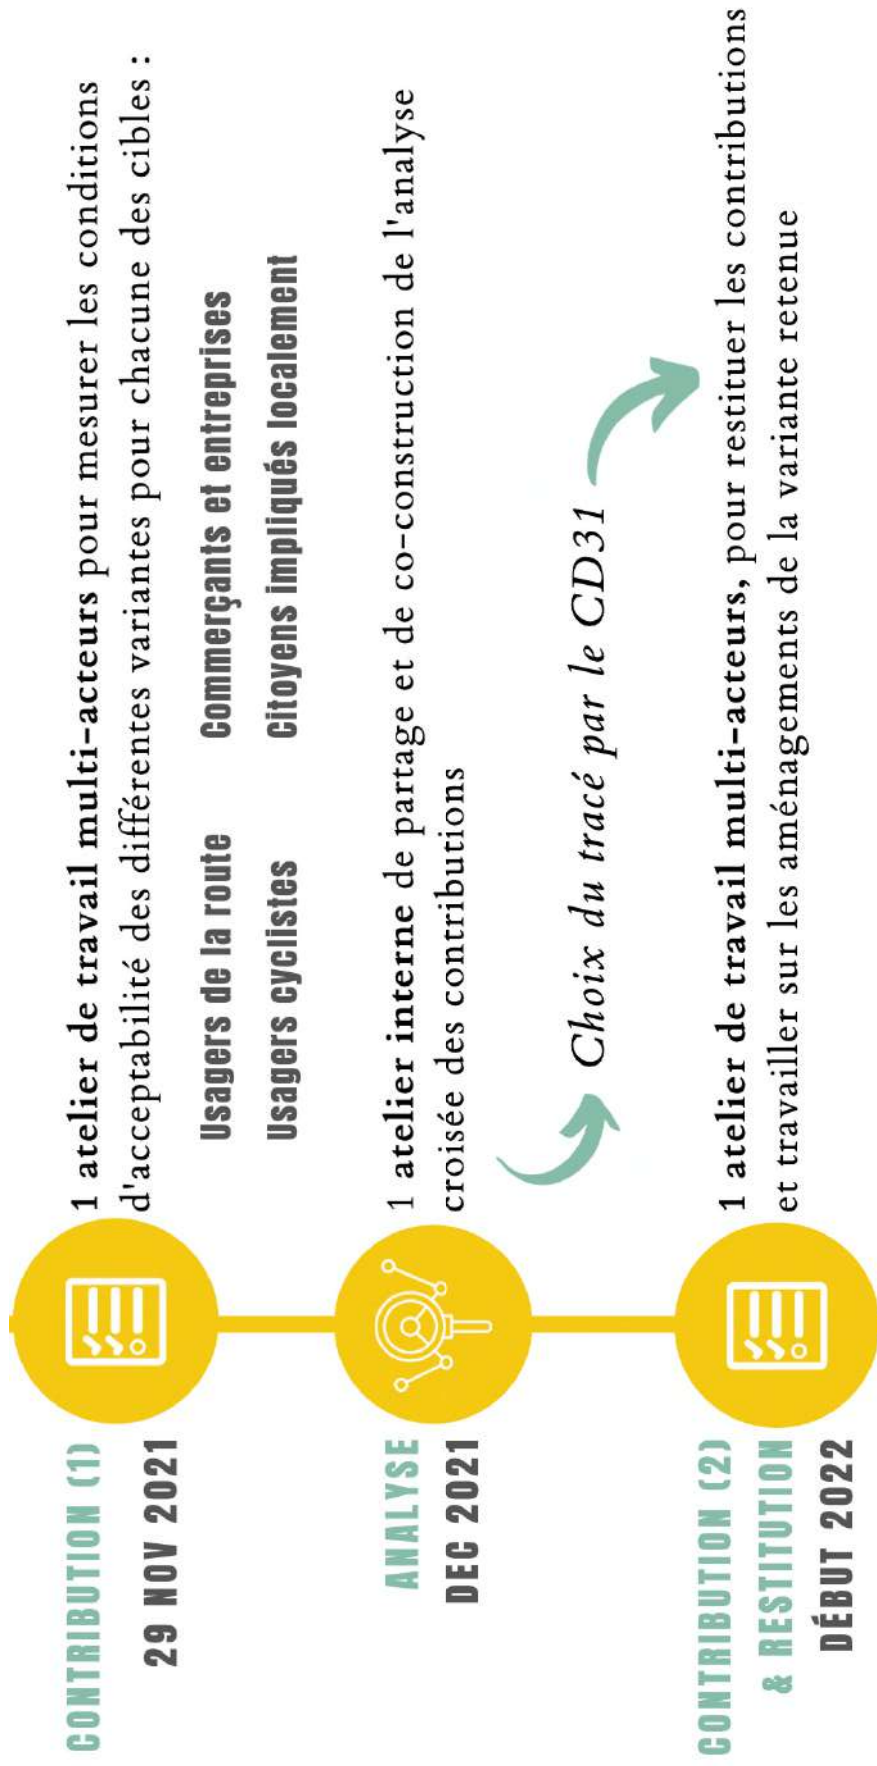 CONTRIBUTION (1)
29 NOV 2021
1 atelier de travail multi-acteurs pour mesurer les conditions
d'acceptabilité des différentes variantes pour chacune des cibles :
Usagers de la route
Commerçants et entreprises
Usagers cyclistes
Citoyens impliqués localement
ANALYSE
DEC 2021
1 atelier interne de partage et de co-construction de l'analyse
croisée des contributions
Choix du tracé par le CD31
CONTRIBUTION (2)
& RESTITUTION
DÉBUT 2022
1 atelier de travail multi-acteurs, pour restituer les contributions
et travailler sur les aménagements de la variante retenue